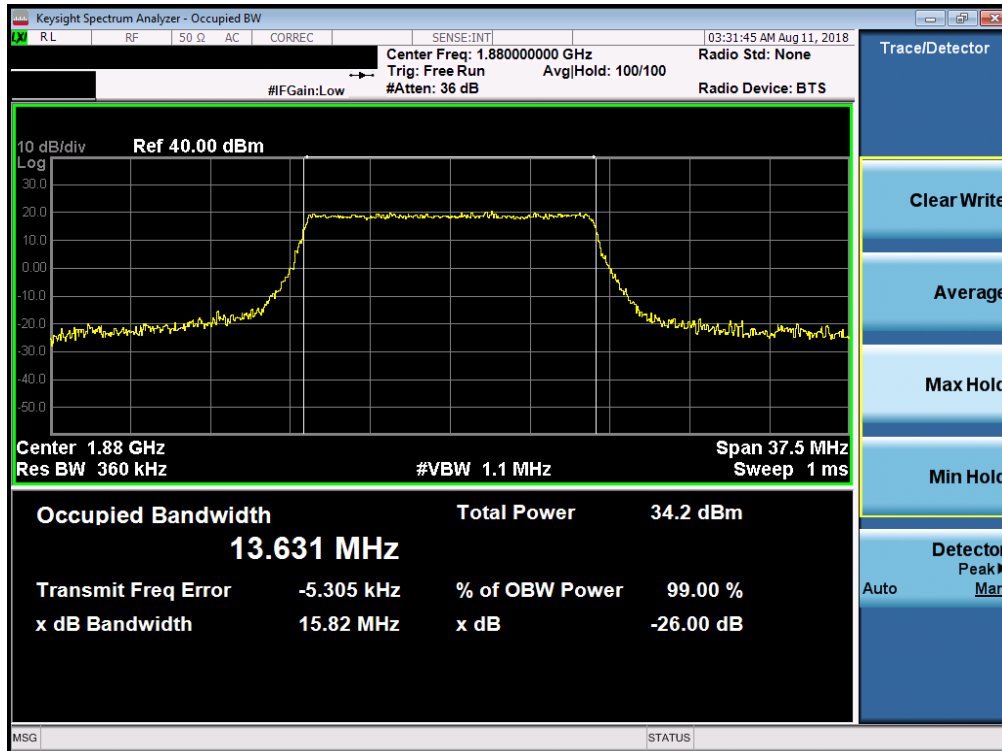 Keysight Spectrum Analyzer - Occupied BW
LXI RL RF 50 Ω AC CORREC SENSE:INT 03:31:45 AM Aug 11, 2018
Center Freq: 1.880000000 GHz Radio Std: None
Trig: Free Run Avg|Hold: 100/100
#IFGain:Low #Atten: 36 dB Radio Device: BTS
Trace/Detector
10 dB/div Ref 40.00 dBm
Log
30.0
20.0
10.0
0.00
-10.0
-20.0
-30.0
-40.0
-50.0
Center 1.88 GHz Span 37.5 MHz
Res BW 360 kHz #VBW 1.1 MHz Sweep 1 ms
Occupied Bandwidth Total Power 34.2 dBm
13.631 MHz
Transmit Freq Error -5.305 kHz % of OBW Power 99.00 %
x dB Bandwidth 15.82 MHz x dB -26.00 dB
Clear Write
Average
Max Hold
Min Hold
Detector
Peak
Auto Man
MSG STATUS